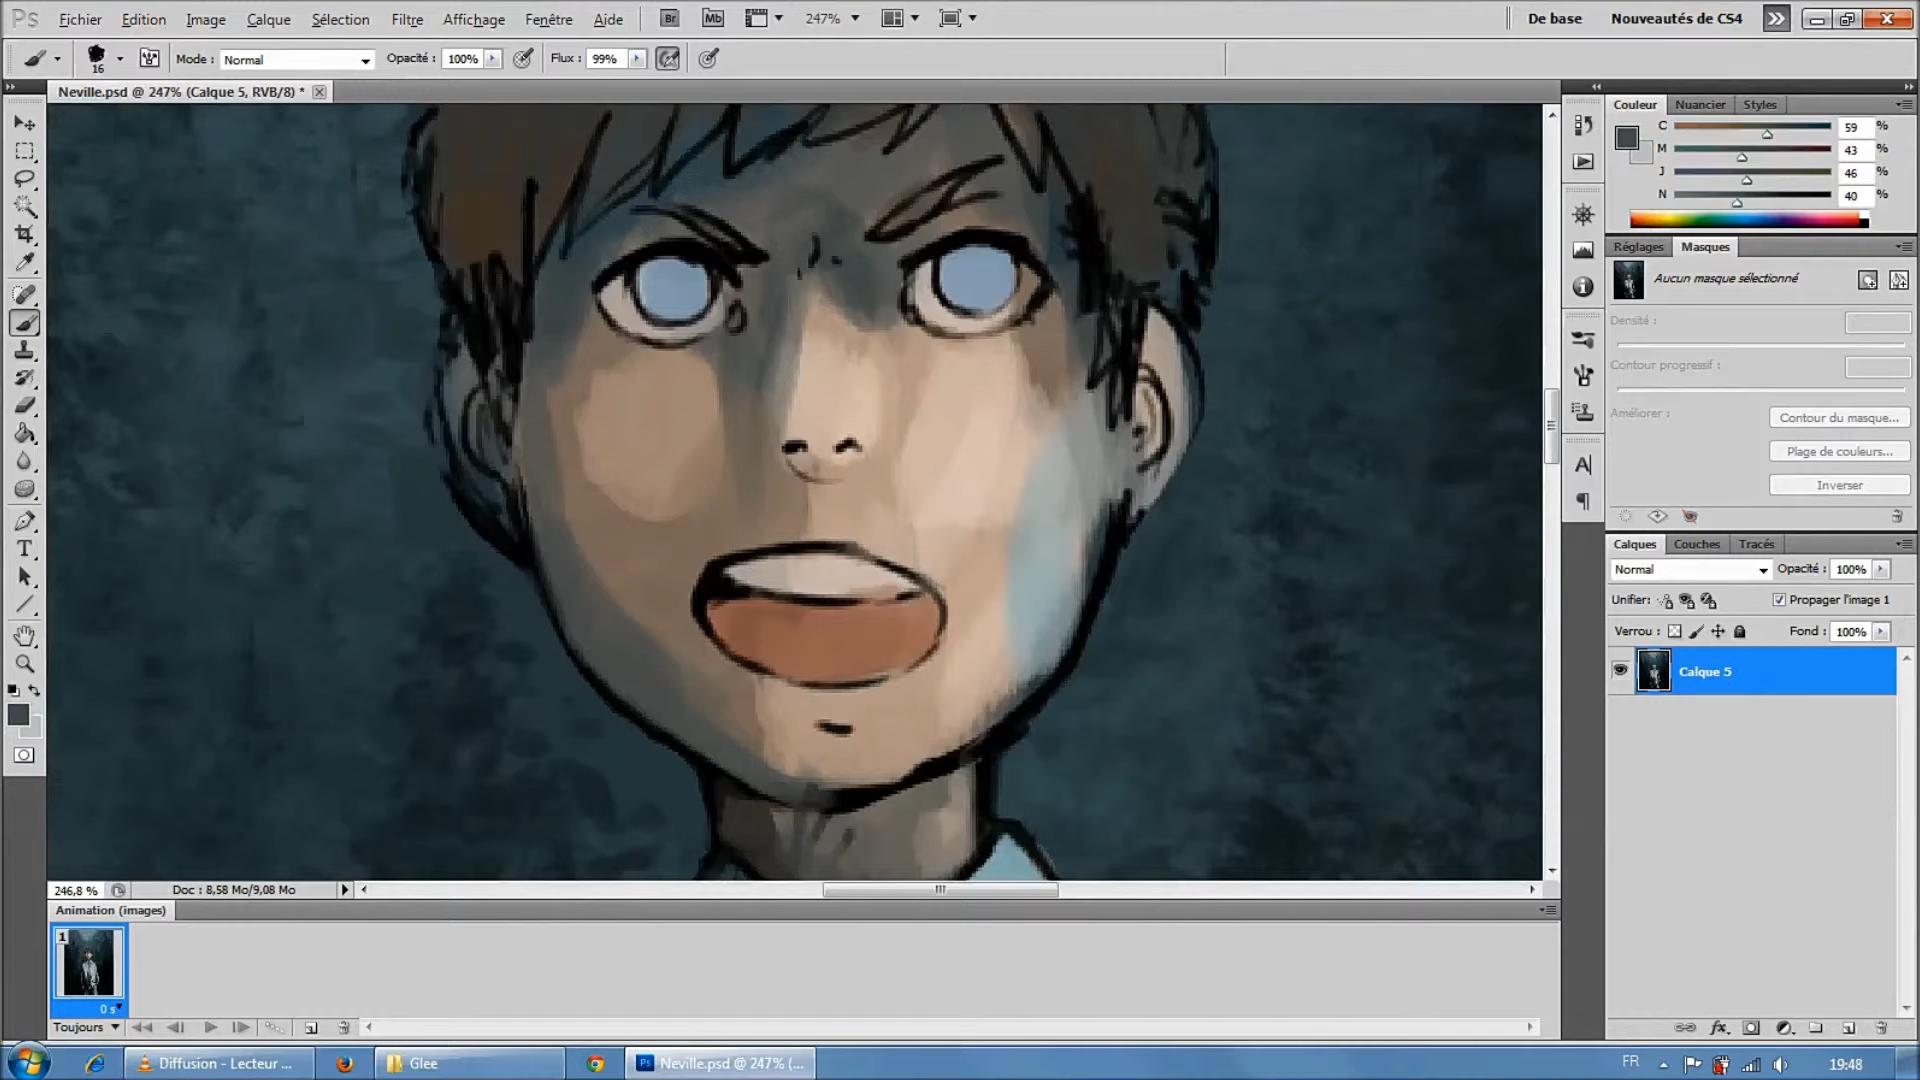 Ps Fichier Edition Image Calque Sélection Filtre Affichage Fenêtre Aide Br Mb 247% De base Nouveautés de CS4
16 Mode : Normal Opacité : 100% Flux : 99%
Neville.psd @ 247% (Calque 5, RVB/8) *
Couleur Nuancier Styles
C 59 %
M 43 %
J 46 %
N 40 %
Réglages Masques
Aucun masque sélectionné
Densité :
Contour progressif :
Améliorer : Contour du masque...
Plage de couleurs...
Inverser
Calques Couches Tracés
Normal Opacité : 100%
Unifier: Propager l'image 1
Verrou : Fond : 100%
Calque 5
246,8 % Doc : 8,58 Mo/9,08 Mo
Animation (images)
1
0 s
Toujours
Diffusion - Lecteur ... Glee Ps Neville.psd @ 247% (... FR 19:48